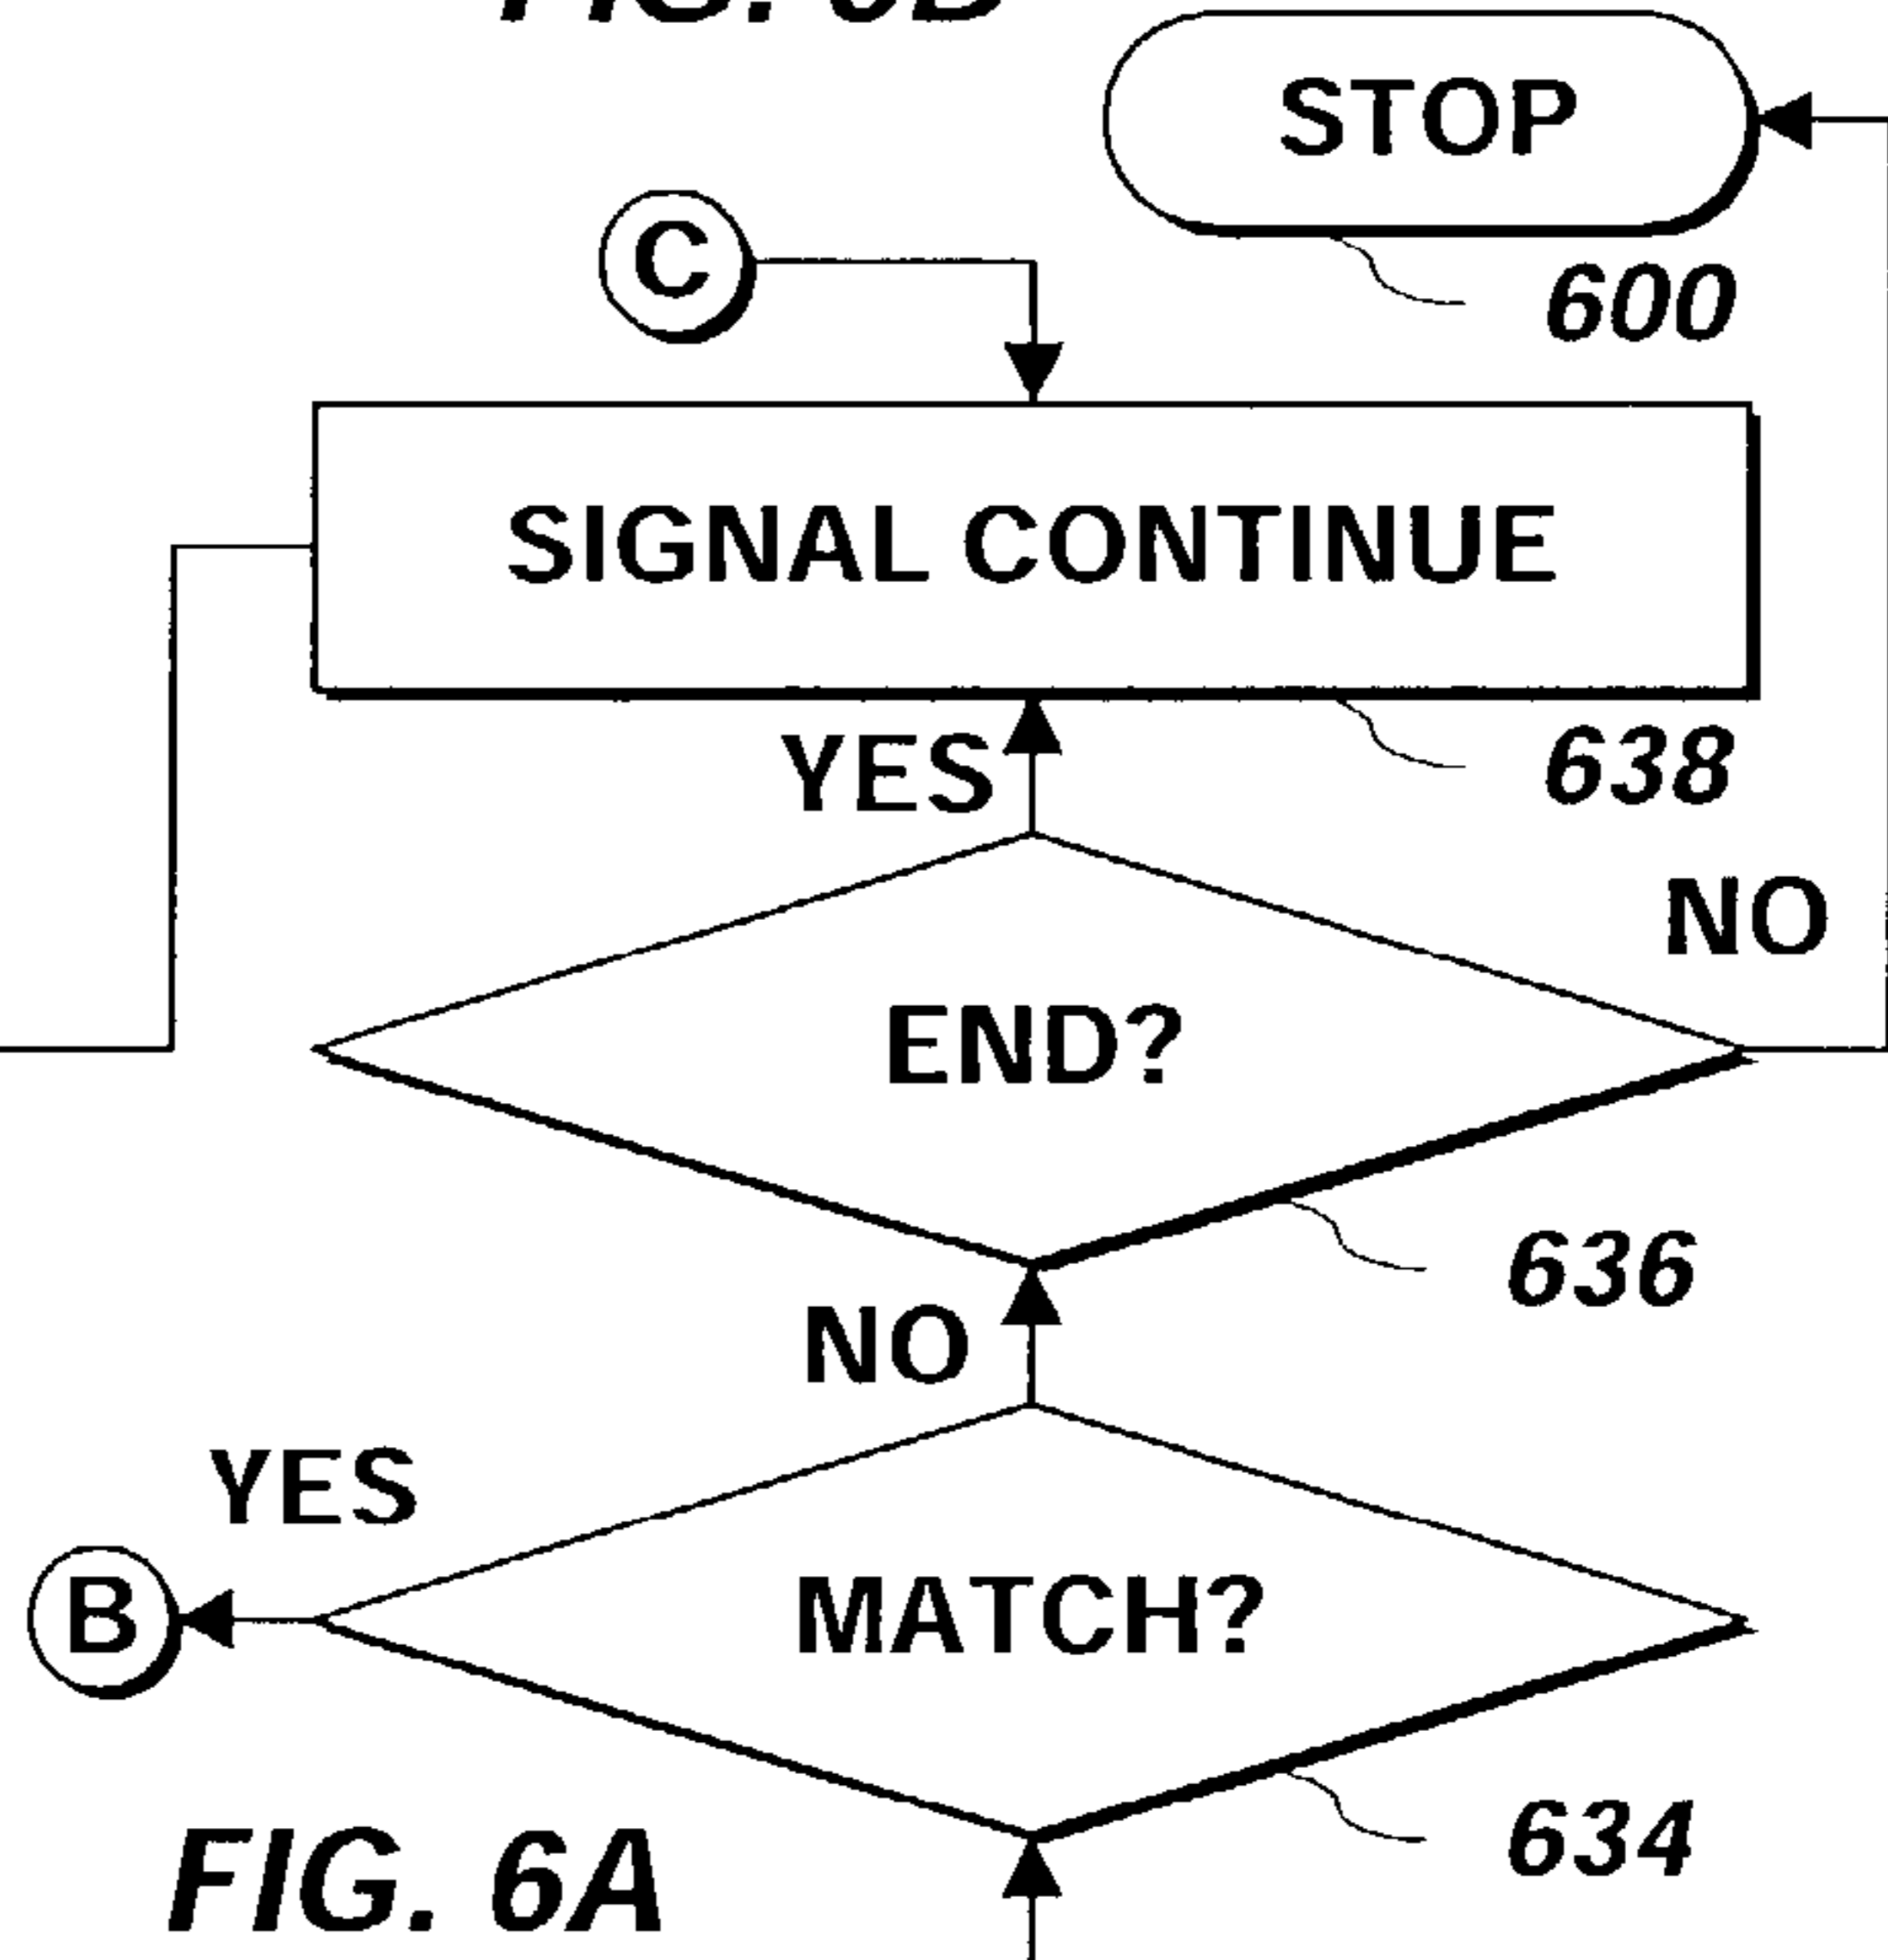 STOP
C
600
SIGNAL CONTINUE
YES
638
NO
END?
636
NO
YES
B
MATCH?
634
FIG. 6A